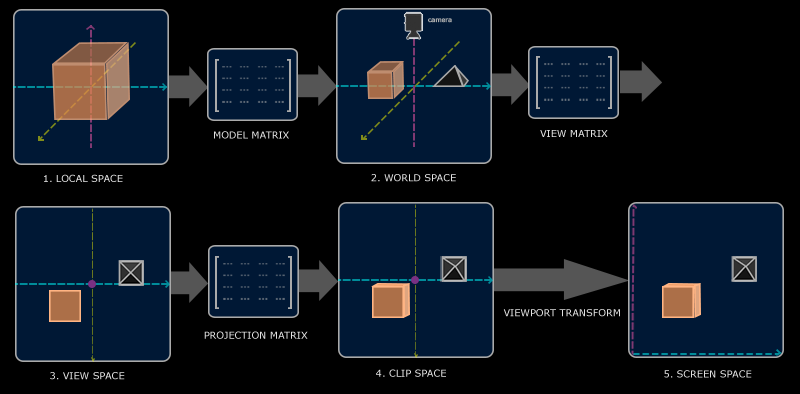 camera
MODEL MATRIX
VIEW MATRIX
1. LOCAL SPACE
2. WORLD SPACE
PROJECTION MATRIX
VIEWPORT TRANSFORM
3. VIEW SPACE
4. CLIP SPACE
5. SCREEN SPACE